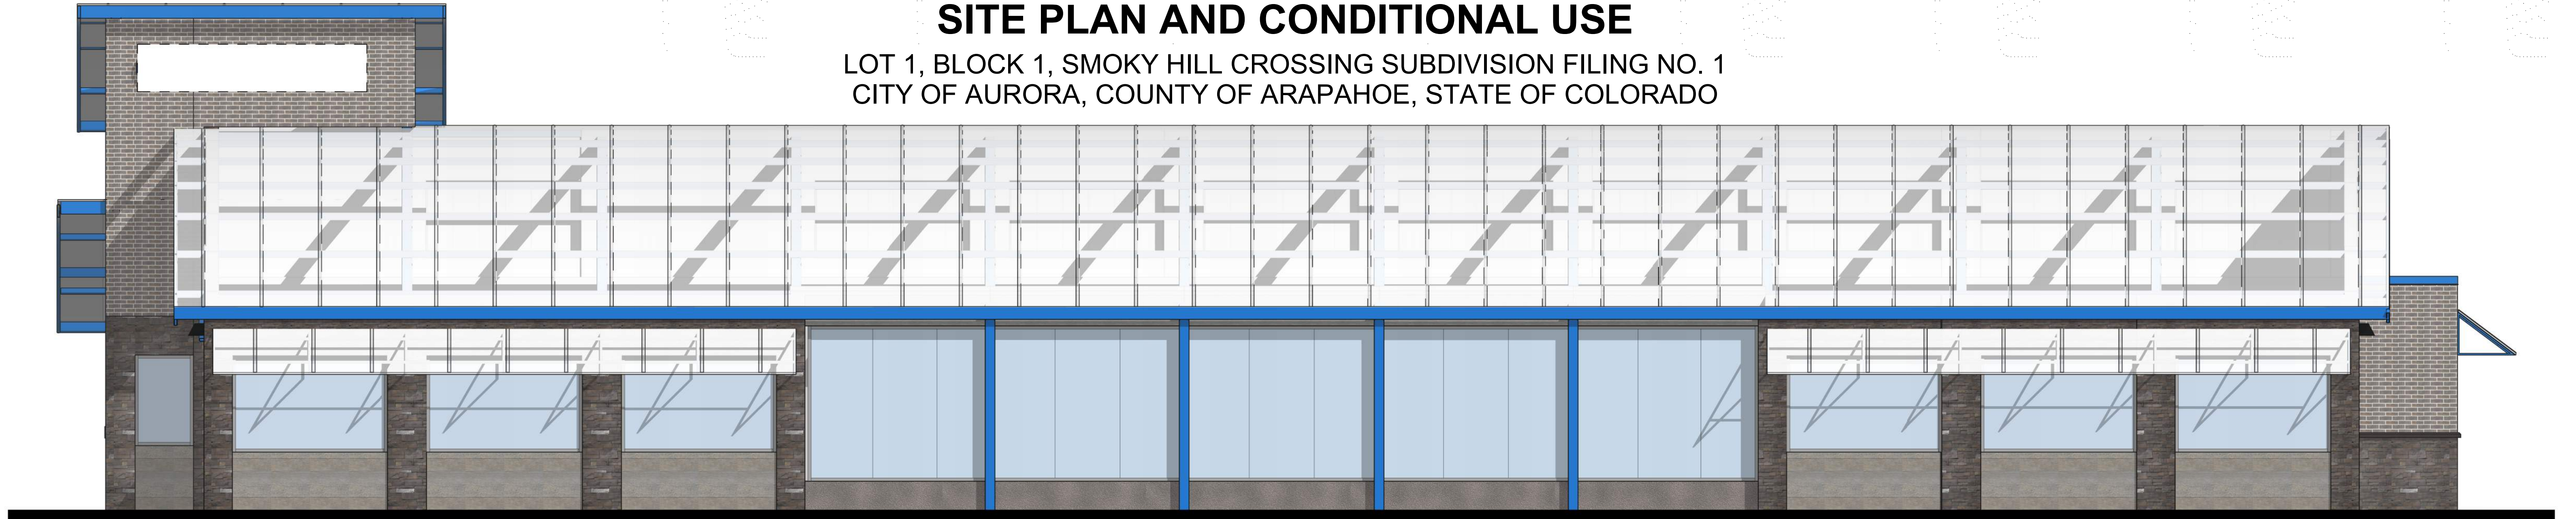 SITE PLAN AND CONDITIONAL USE
LOT 1, BLOCK 1, SMOKY HILL CROSSING SUBDIVISION FILING NO. 1
CITY OF AURORA, COUNTY OF ARAPAHOE, STATE OF COLORADO